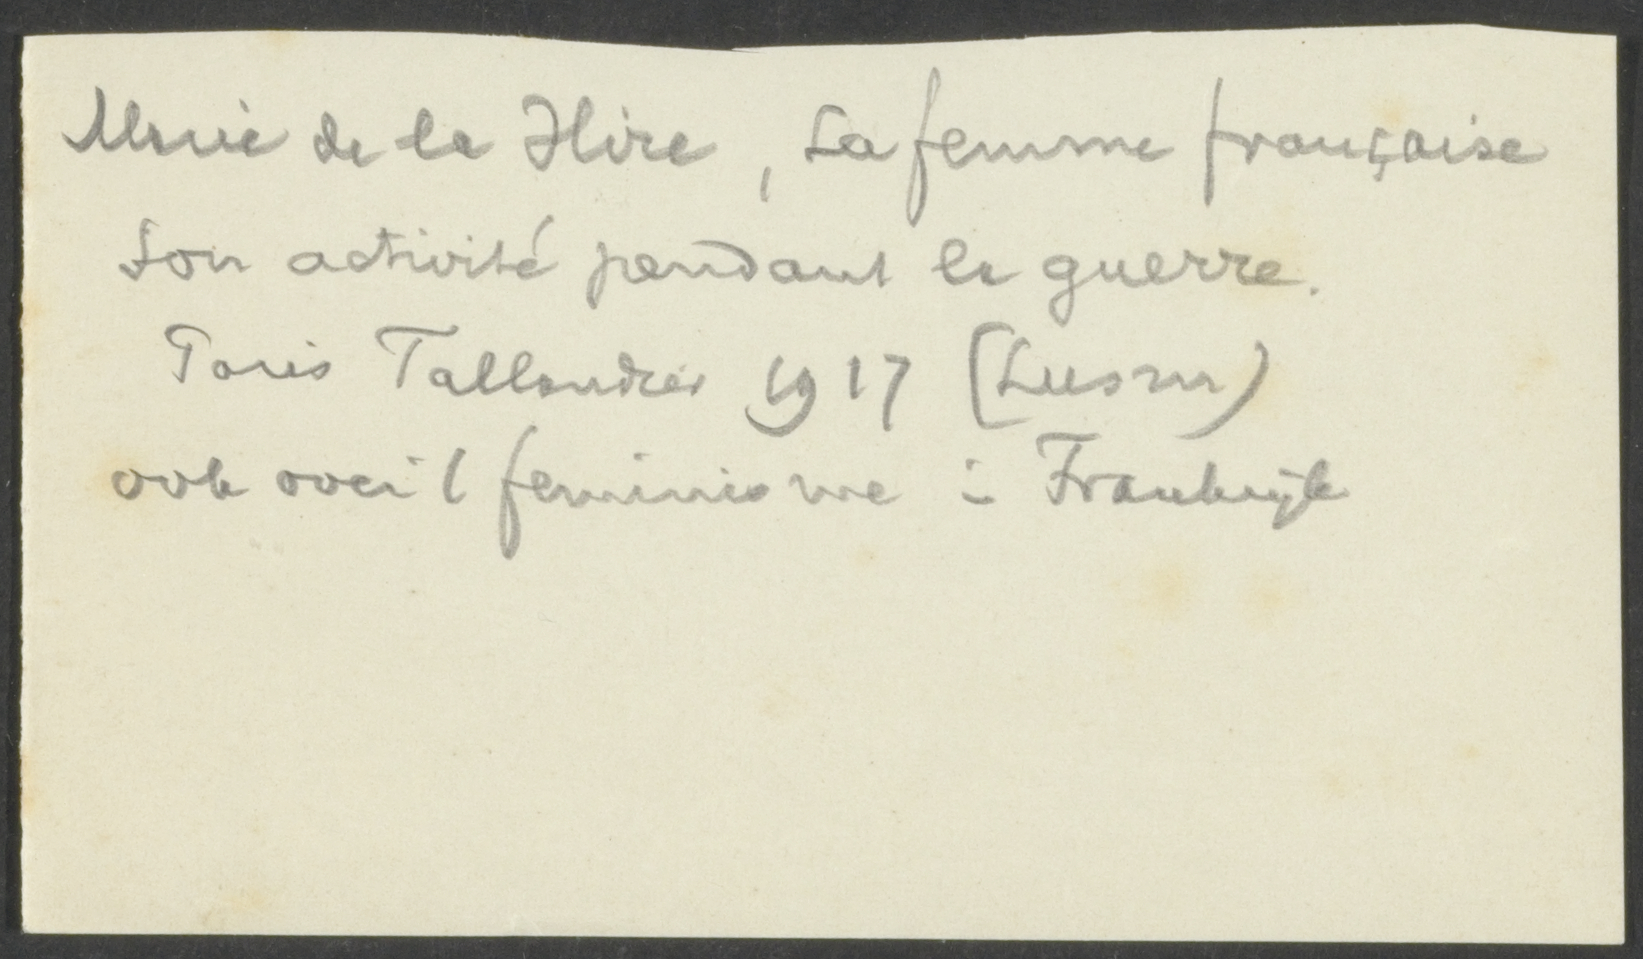 Marie de la Hire, La femme française
Son activité pendant la guerre.
Paris Tallandier 1917
ook over 't feminisme in Frankrijk